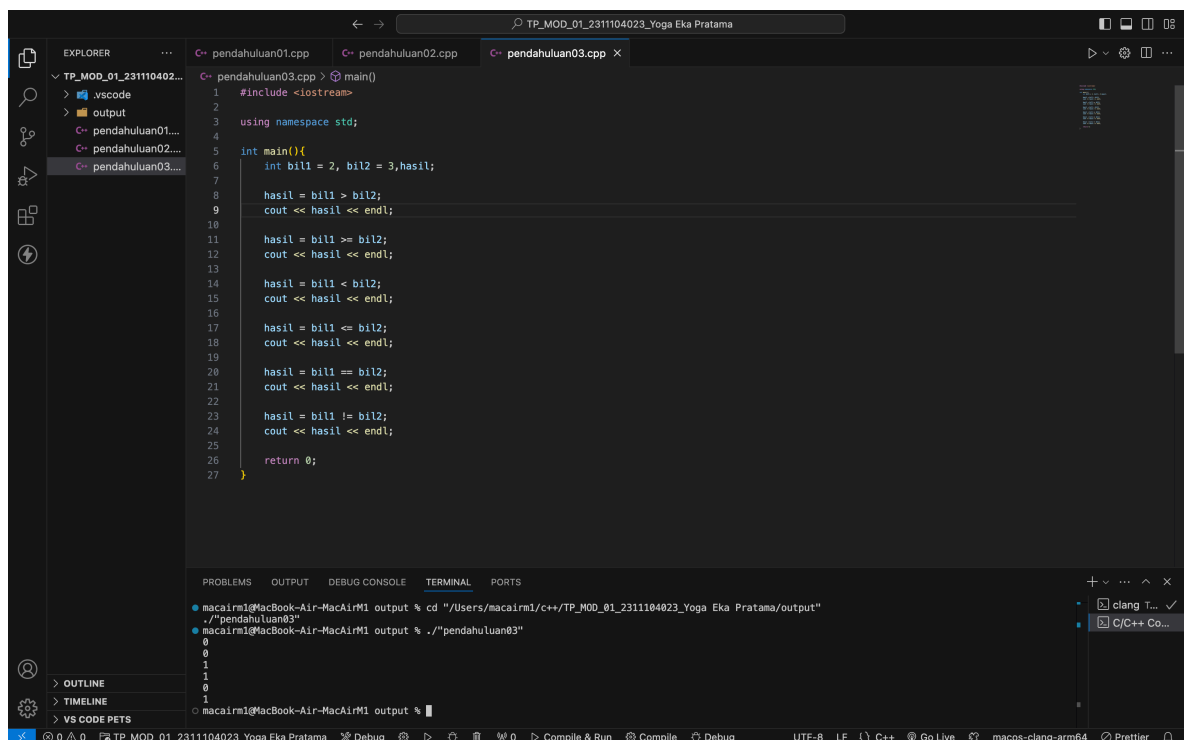 TP_MOD_01_2311104023_Yoga Eka Pratama
EXPLORER
TP_MOD_01_231110402...
.vscode
output
pendahuluan01....
pendahuluan02....
pendahuluan03....
OUTLINE
TIMELINE
VS CODE PETS
pendahuluan01.cpp pendahuluan02.cpp pendahuluan03.cpp
pendahuluan03.cpp > main()
1 #include <iostream>
2
3 using namespace std;
4
5 int main(){
6 int bil1 = 2, bil2 = 3,hasil;
7
8 hasil = bil1 > bil2;
9 cout << hasil << endl;
10
11 hasil = bil1 >= bil2;
12 cout << hasil << endl;
13
14 hasil = bil1 < bil2;
15 cout << hasil << endl;
16
17 hasil = bil1 <= bil2;
18 cout << hasil << endl;
19
20 hasil = bil1 == bil2;
21 cout << hasil << endl;
22
23 hasil = bil1 != bil2;
24 cout << hasil << endl;
25
26 return 0;
27 }
PROBLEMS OUTPUT DEBUG CONSOLE TERMINAL PORTS
macairm1@MacBook-Air-MacAirM1 output % cd "/Users/macairm1/c++/TP_MOD_01_2311104023_Yoga Eka Pratama/output"
./"pendahuluan03"
macairm1@MacBook-Air-MacAirM1 output % ./"pendahuluan03"
0
0
1
1
0
1
macairm1@MacBook-Air-MacAirM1 output %
clang T...
C/C++ Co...
0 0 TP_MOD_01_2311104023_Yoga Eka Pratama Debug 0 Compile & Run Compile Debug UTF-8 LF {} C++ Go Live macos-clang-arm64 Prettier